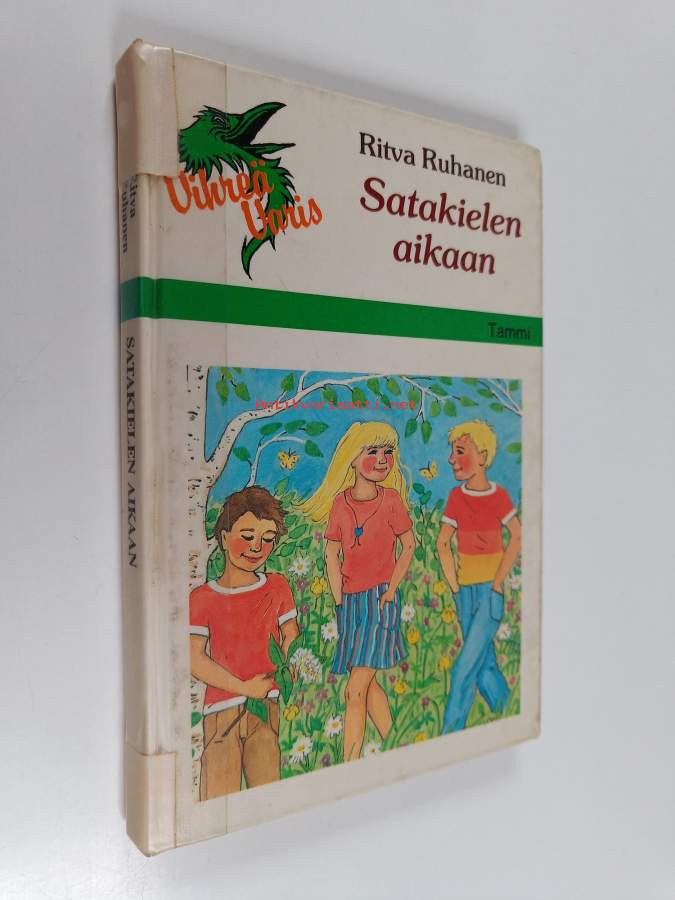 Vihreä
Varis
Ritva Ruhanen
Satakielen
aikaan
Tammi
Antikvariaatti.net
Ritva
Ruhanen
SATAKIELEN AIKAAN